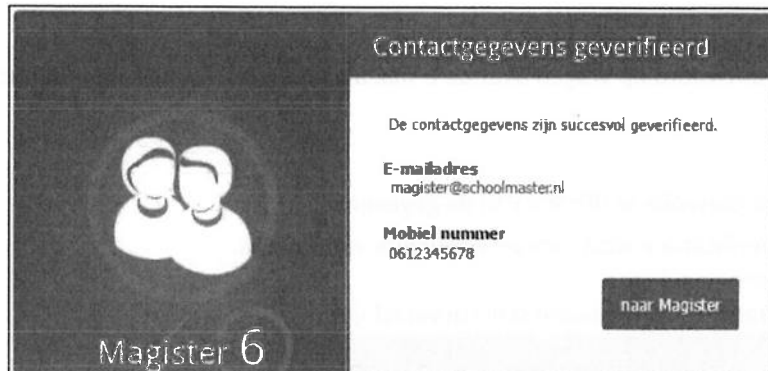 Contactgegevens geverifieerd
De contactgegevens zijn succesvol geverifieerd.
E-mailadres
magister@schoolmaster.nl
Mobiel nummer
0612345678
naar Magister
Magister 6